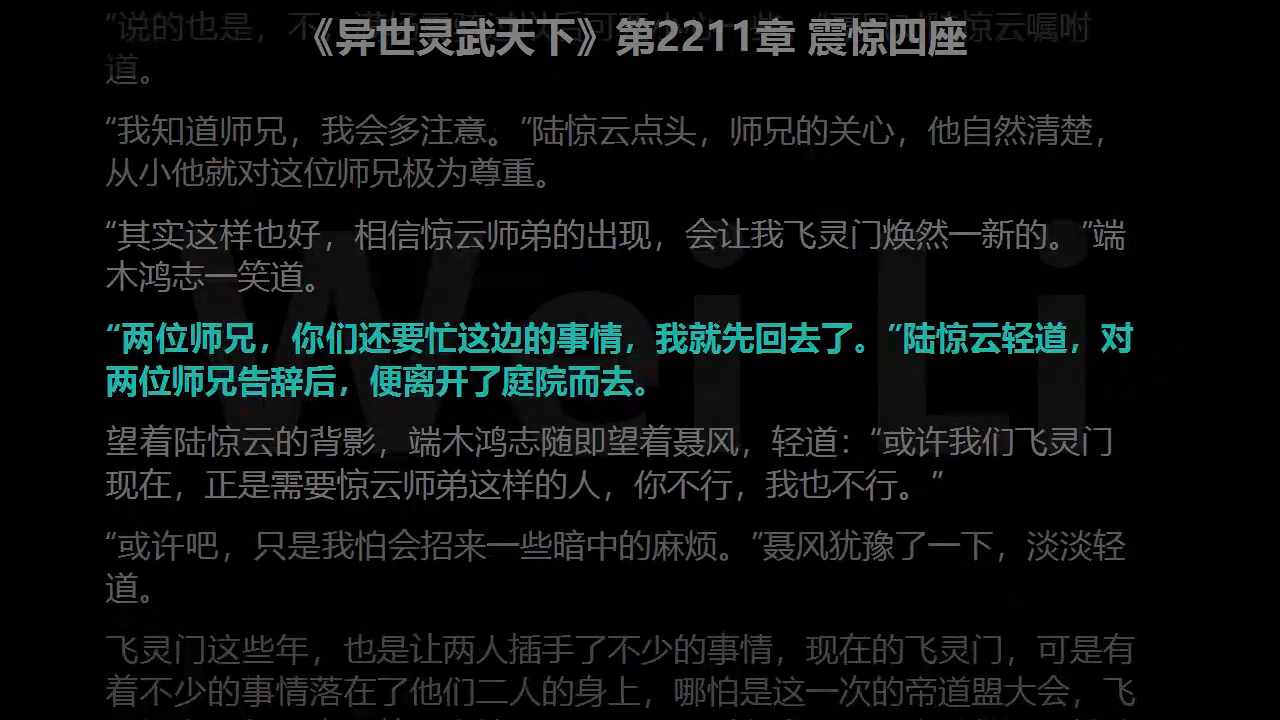 《异世灵武天下》第2211章 震惊四座
“说的也是，不
惊云嘱咐
道。
“我知道师兄，我会多注意。”陆惊云点头，师兄的关心，他自然清楚，
从小他就对这位师兄极为尊重。
“其实这样也好，相信惊云师弟的出现，会让我飞灵门焕然一新的。”端
木鸿志一笑道。
“两位师兄，你们还要忙这边的事情，我就先回去了。”陆惊云轻道，对
两位师兄告辞后，便离开了庭院而去。
望着陆惊云的背影，端木鸿志随即望着聂风，轻道：“或许我们飞灵门
现在，正是需要惊云师弟这样的人，你不行，我也不行。”
“或许吧，只是我怕会招来一些暗中的麻烦。”聂风犹豫了一下，淡淡轻
道。
飞灵门这些年，也是让两人插手了不少的事情，现在的飞灵门，可是有
着不少的事情落在了他们二人的身上，哪怕是这一次的帝道盟大会，飞
Wei Li